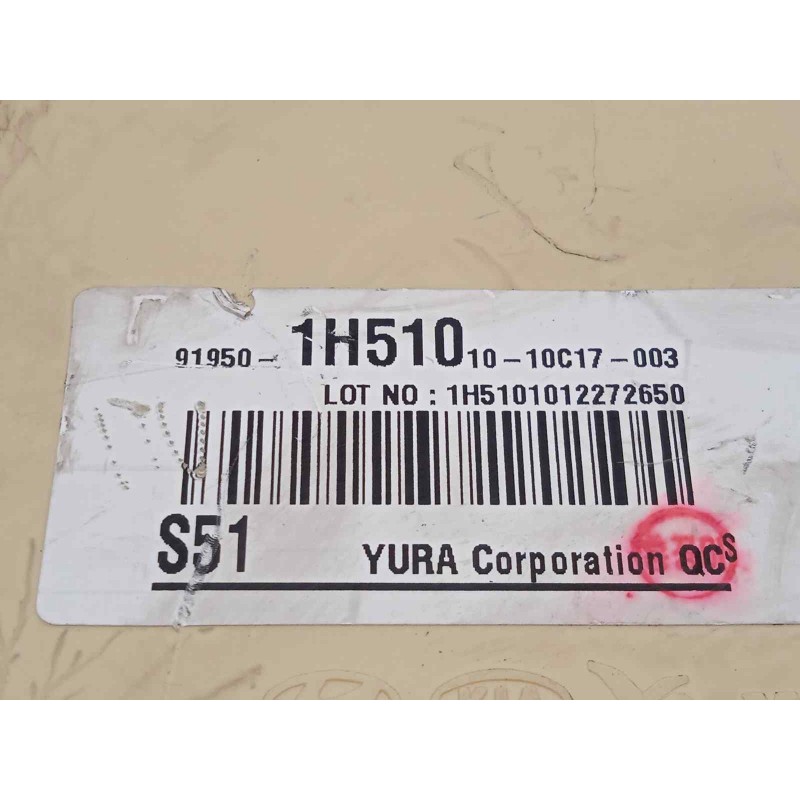 91950- 1H510 10-10C17-003
LOT NO : 1H5101012272650
S51 YURA Corporation QCS